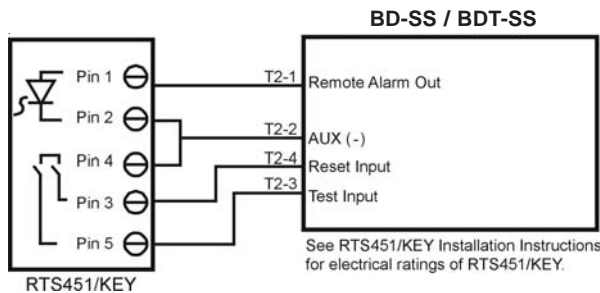 BD-SS / BDT-SS
Pin 1
T2-1
Remote Alarm Out
Pin 2
T2-2
AUX (-)
Pin 4
T2-4
Reset Input
Pin 3
T2-3
Test Input
Pin 5
See RTS451/KEY Installation Instructions
for electrical ratings of RTS451/KEY.
RTS451/KEY